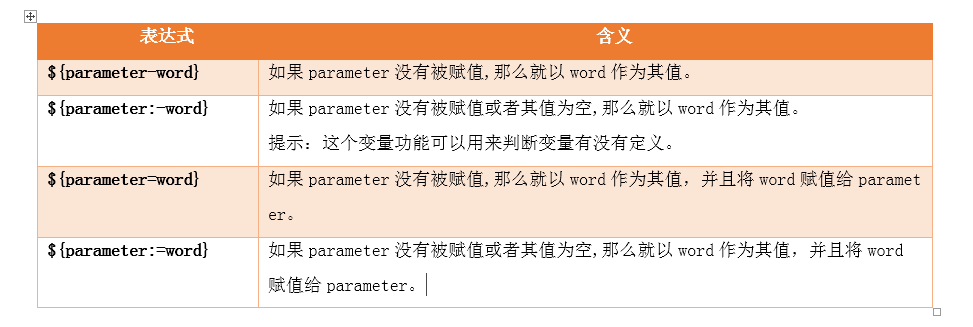 表达式 含义
${parameter-word} 如果 parameter 没有被赋值,那么就以 word 作为其值。
${parameter:-word} 如果 parameter 没有被赋值或者其值为空,那么就以 word 作为其值。
提示：这个变量功能可以用来判断变量有没有定义。
${parameter=word} 如果 parameter 没有被赋值,那么就以 word 作为其值，并且将 word 赋值给 paramet
er。
${parameter:=word} 如果 parameter 没有被赋值或者其值为空,那么就以 word 作为其值，并且将 word
赋值给 parameter。